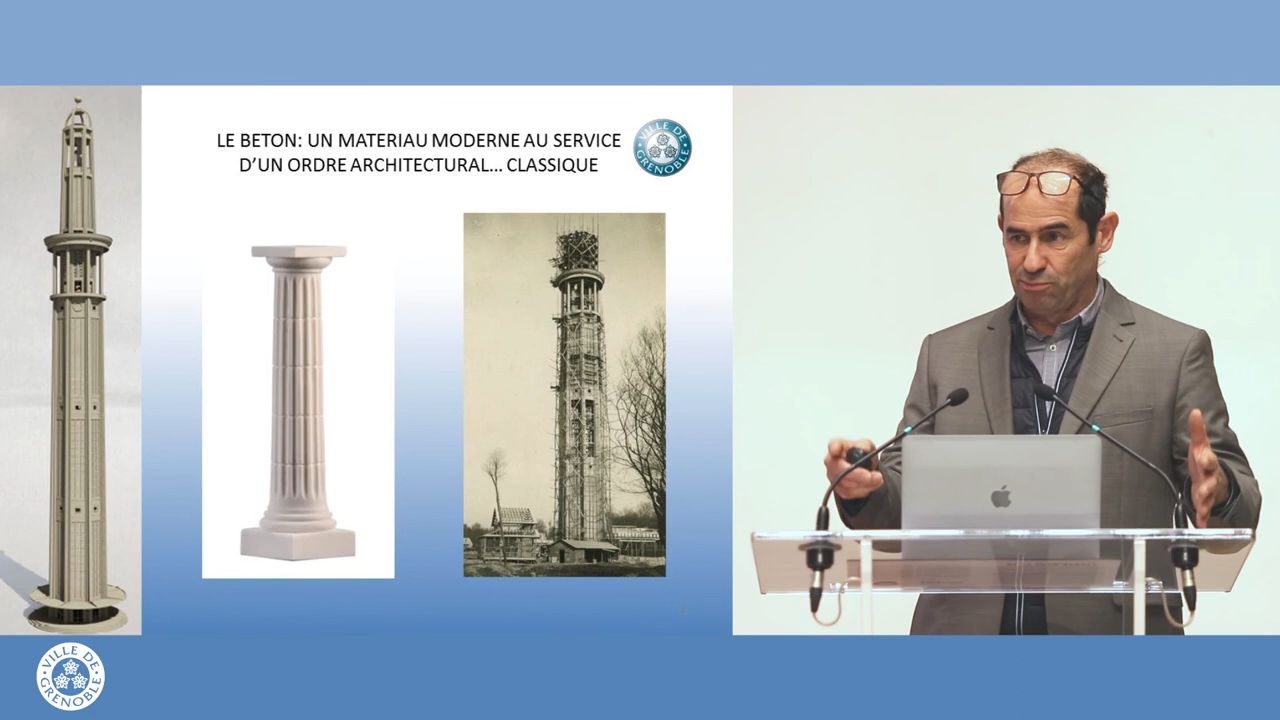 LE BETON: UN MATERIAU MODERNE AU SERVICE
D'UN ORDRE ARCHITECTURAL... CLASSIQUE
VILLE DE
GRENOBLE
VILLE DE
GRENOBLE